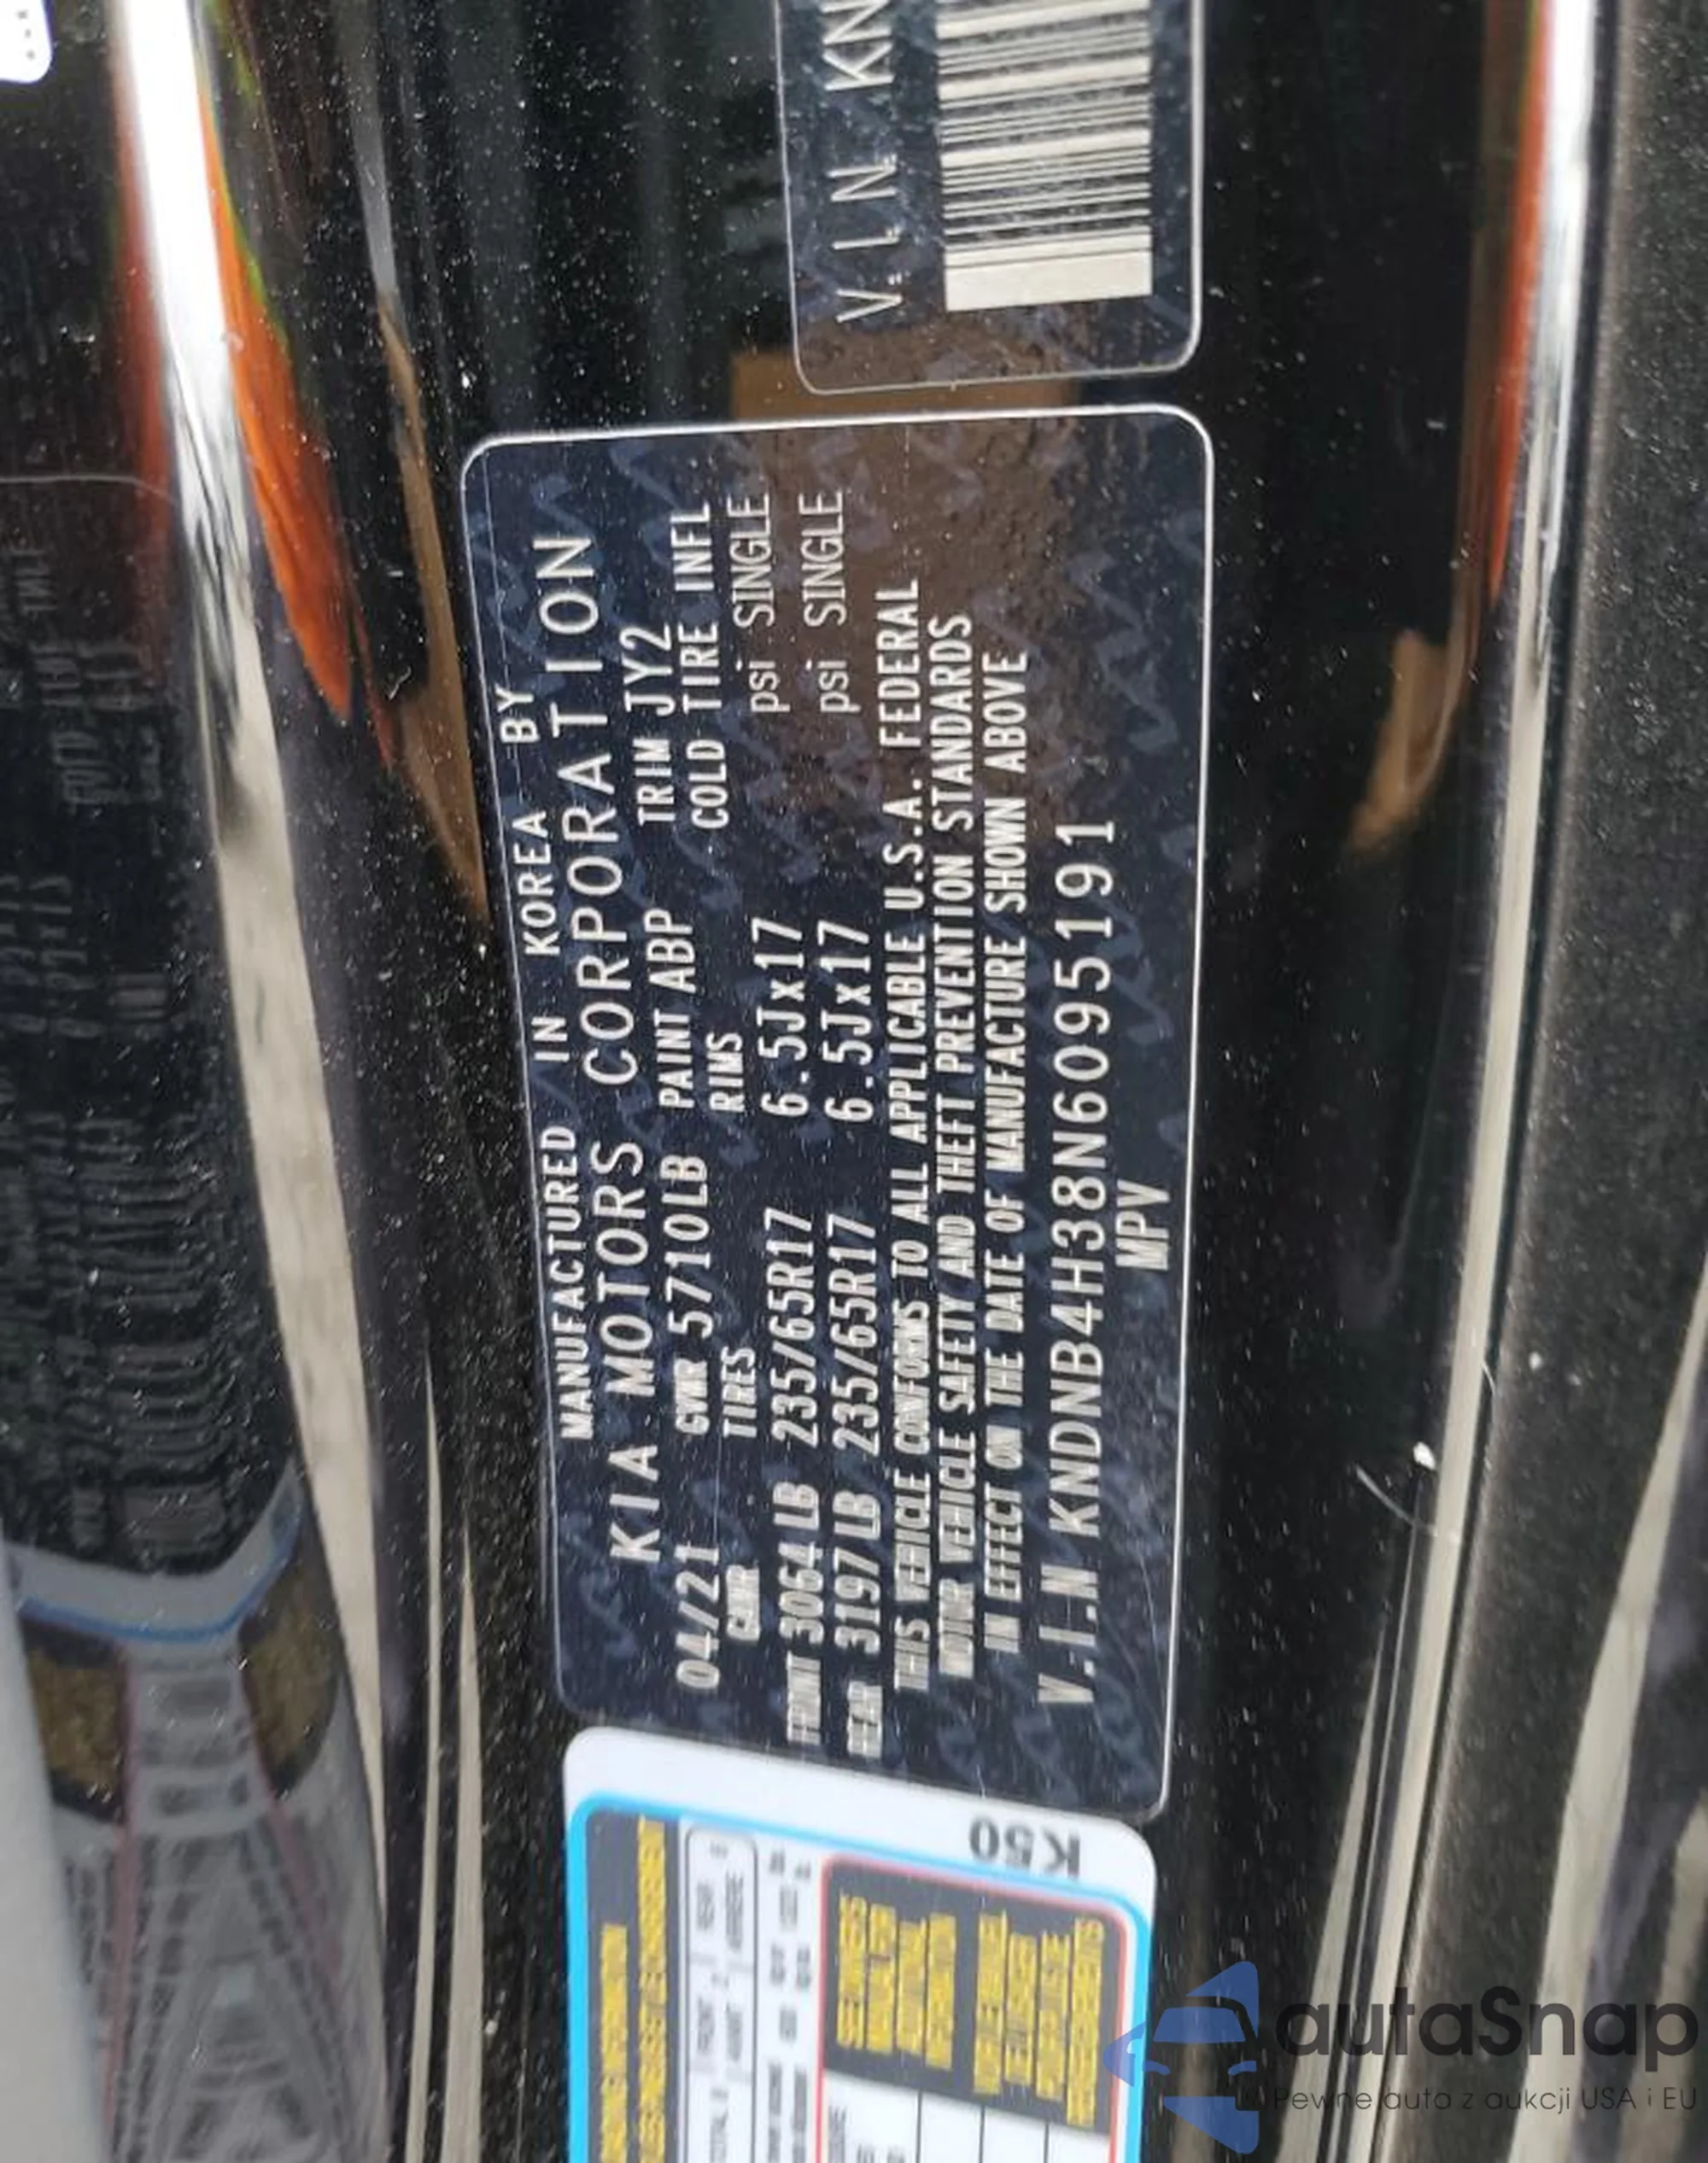 V.I.N KN
MANUFACTURED IN KOREA BY
KIA MOTORS CORPORATION
04/21 GVWR 5710LB PAINT ABP TRIM JY2
GAWR TIRES RIMS COLD TIRE INFL
FRONT 3064 LB 235/65R17 6.5Jx17 psi SINGLE
REAR 3197 LB 235/65R17 6.5Jx17 psi SINGLE
THIS VEHICLE CONFORMS TO ALL APPLICABLE U.S.A. FEDERAL
MOTOR VEHICLE SAFETY AND THEFT PREVENTION STANDARDS
IN EFFECT ON THE DATE OF MANUFACTURE SHOWN ABOVE
V.I.N KNDNB4H38N6095191
MPV
K50
autaSnap
Pewne auta z aukcji USA i EU